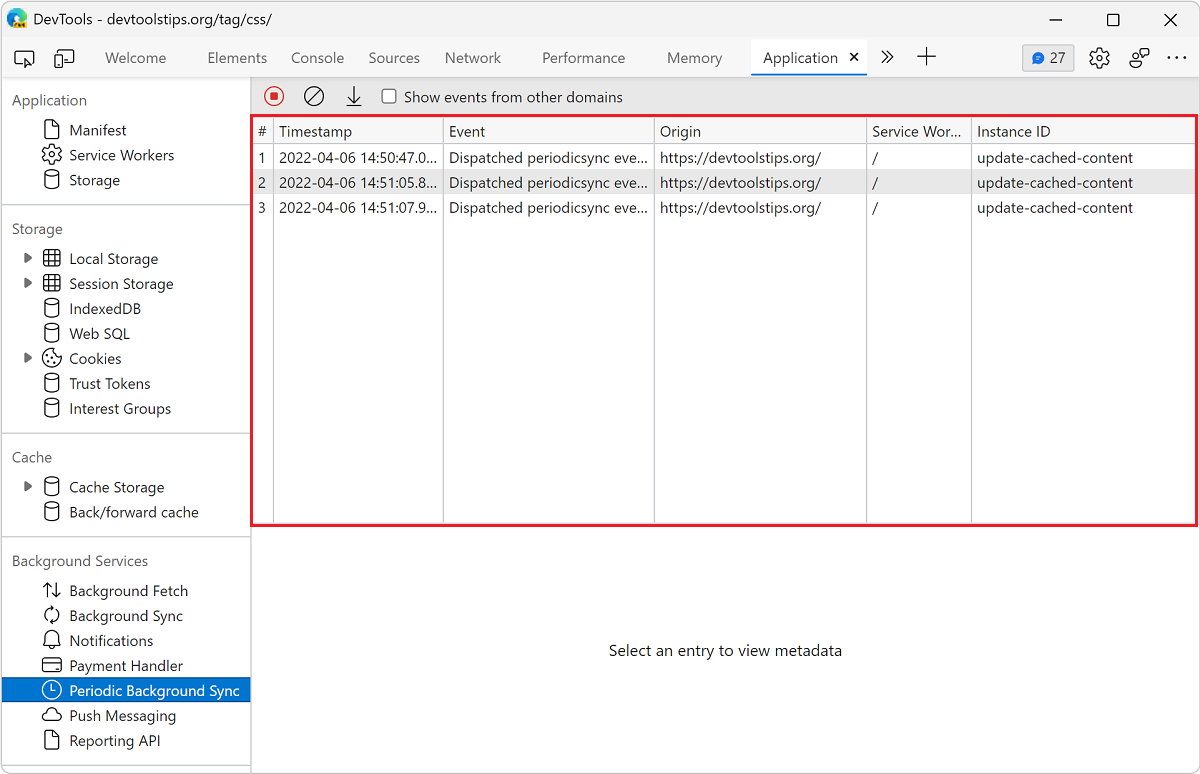 DevTools - devtoolstips.org/tag/css/
Welcome Elements Console Sources Network Performance Memory Application 27
Application
Manifest
Service Workers
Storage
Storage
Local Storage
Session Storage
IndexedDB
Web SQL
Cookies
Trust Tokens
Interest Groups
Cache
Cache Storage
Back/forward cache
Background Services
Background Fetch
Background Sync
Notifications
Payment Handler
Periodic Background Sync
Push Messaging
Reporting API
Show events from other domains
# Timestamp Event Origin Service Wor... Instance ID
1 2022-04-06 14:50:47.0... Dispatched periodicsync eve... https://devtoolstips.org/ / update-cached-content
2 2022-04-06 14:51:05.8... Dispatched periodicsync eve... https://devtoolstips.org/ / update-cached-content
3 2022-04-06 14:51:07.9... Dispatched periodicsync eve... https://devtoolstips.org/ / update-cached-content
Select an entry to view metadata